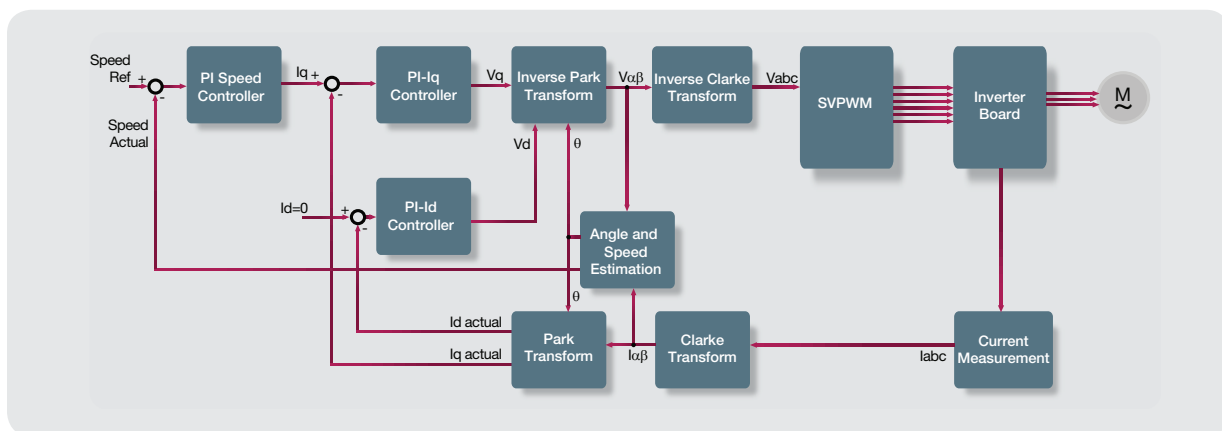 Speed
Ref
+
-
PI Speed
Controller
Iq +
-
PI-Iq
Controller
Vq
Inverse Park
Transform
Vαβ
Inverse Clarke
Transform
Vabc
SVPWM
Inverter
Board
M
~
Speed
Actual
Vd
θ
Id=0
+
-
PI-Id
Controller
Angle and
Speed
Estimation
θ
Id actual
Iq actual
Park
Transform
Iαβ
Clarke
Transform
Iabc
Current
Measurement